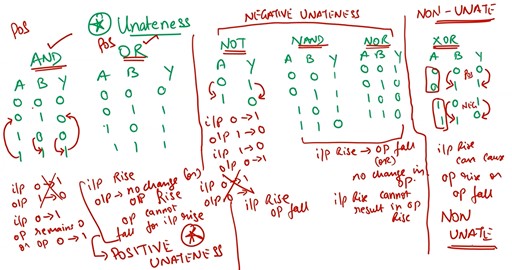 POS
Unateness
NEGATIVE UNATENESS
NON-UNATE
AND
POS
OR
NOT
NAND
NOR
XOR
A B Y
0 0 0
0 1 0
1 0 0
1 1 1
A B Y
0 0 0
0 1 1
1 0 1
1 1 1
A Y
0 1
1 0
i/p 0→1
o/p 1→0
i/p 1→0
o/p 0→1
i/p 0→1
o/p 0→1
i/p Rise
op fall
A B Y
0 0 1
0 1 1
1 0 1
1 1 0
A B Y
0 0 1
0 1 0
1 0 0
1 1 0
i/p Rise → op fall
(or)
no change in
op.
i/p Rise cannot
result in op
Rise
A B Y
0 0 0
0 1 1
1 0 1
1 1 0
POS
NEG
i/p Rise
can cause
op rise or
op fall
NON
UNATE
i/p 0→1
o/p 1→0
op remains 0
or op 0→1
i/p Rise
o/p → no change (or)
op Rise
op cannot
fall for i/p rise
→ POSITIVE
UNATENESS